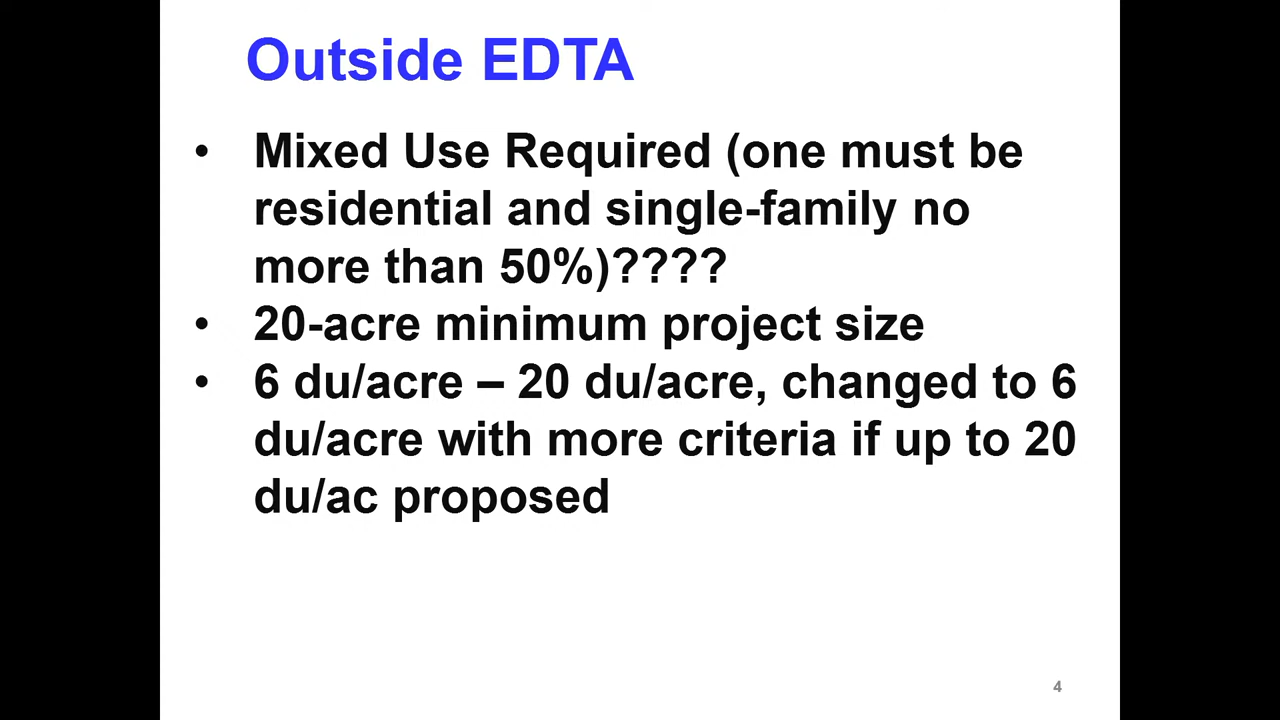 Outside EDTA
• Mixed Use Required (one must be
residential and single-family no
more than 50%)????
• 20-acre minimum project size
• 6 du/acre – 20 du/acre, changed to 6
du/acre with more criteria if up to 20
du/ac proposed
4